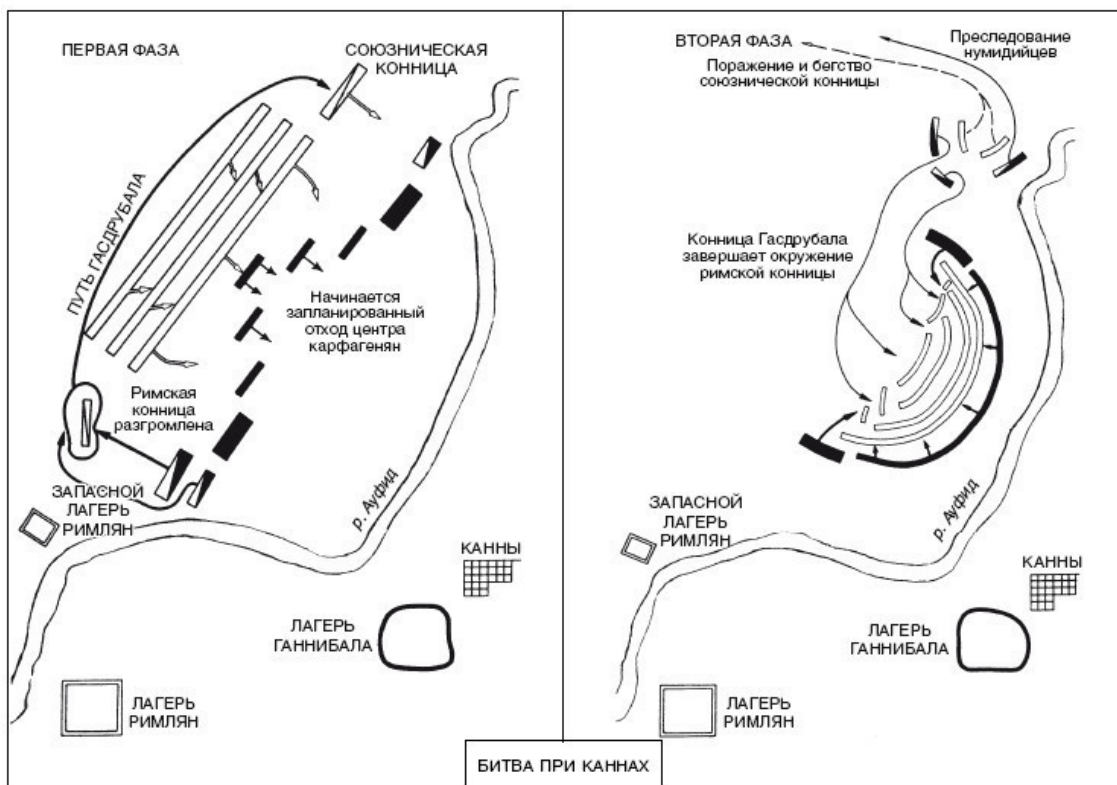 ПЕРВАЯ ФАЗА
СОЮЗНИЧЕСКАЯ
КОННИЦА
ПУТЬ ГАСДРУБАЛА
Начинается
запланированный
отход центра
карфагенян
Римская
конница
разгромлена
ЗАПАСНОЙ
ЛАГЕРЬ
РИМЛЯН
р. Ауфид
КАННЫ
ЛАГЕРЬ
ГАННИБАЛА
ЛАГЕРЬ
РИМЛЯН
ВТОРАЯ ФАЗА
Преследование
нумидийцев
Поражение и бегство
союзнической конницы
Конница Гасдрубала
завершает окружение
римской конницы
ЗАПАСНОЙ
ЛАГЕРЬ
РИМЛЯН
р. Ауфид
КАННЫ
ЛАГЕРЬ
ГАННИБАЛА
ЛАГЕРЬ
РИМЛЯН
БИТВА ПРИ КАННАХ